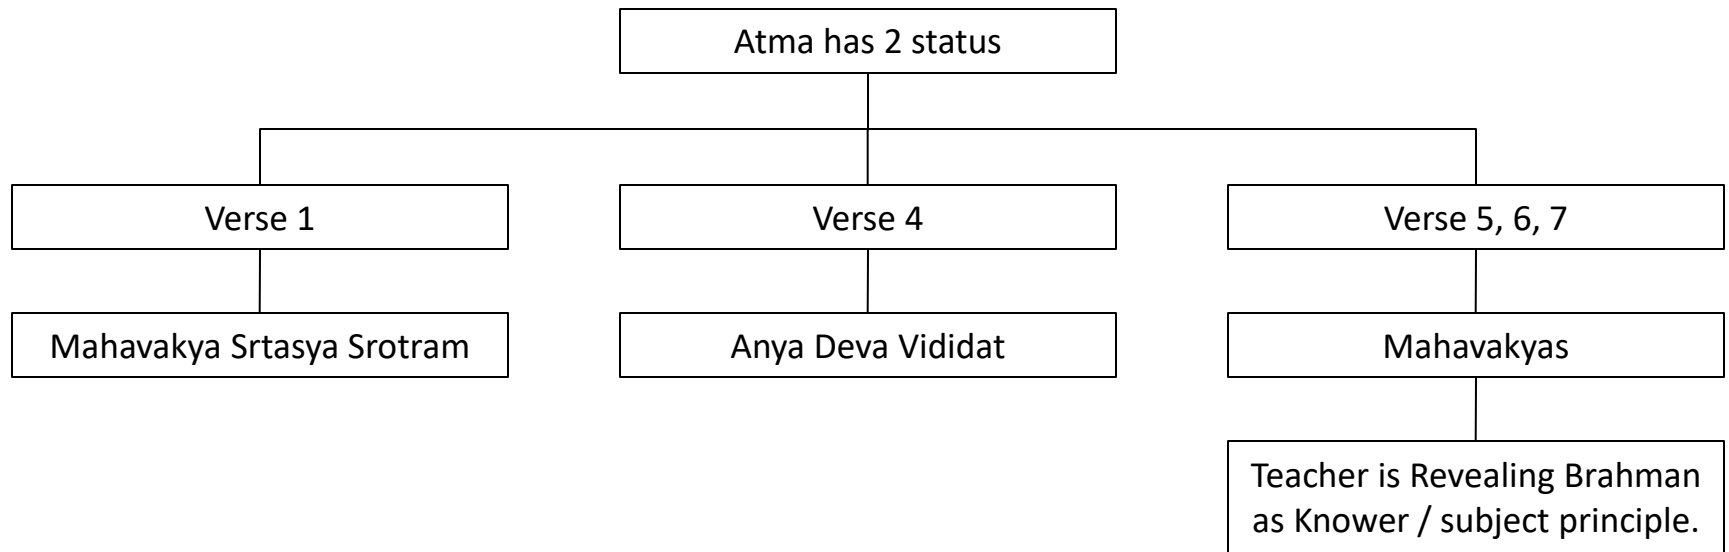 Atma has 2 status
Verse 1
Verse 4
Verse 5, 6, 7
Mahavakya Srtasya Srotram
Anya Deva Vididat
Mahavakyas
Teacher is Revealing Brahman
as Knower / subject principle.